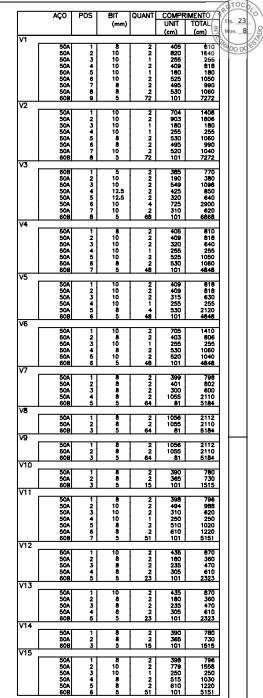 AÇO POS BIT QUANT COMPRIMENTO
(mm) UNIT TOTAL
(cm) (cm)
PROTOCOLO
Fls. 23
Mov. 8
V1
50A 1 8 2 405 810
50A 2 10 2 820 1640
50A 3 10 1 255 255
50A 4 10 2 409 818
50A 5 10 1 180 180
50A 6 10 2 525 1050
50A 7 8 2 495 990
50A 8 8 2 530 1060
60B 9 5 72 101 7272
V2
50A 1 10 2 704 1408
50A 2 10 2 903 1806
50A 3 10 1 180 180
50A 4 10 1 255 255
50A 5 8 2 530 1060
50A 6 8 2 495 990
50A 7 8 2 520 1040
60B 8 5 72 101 7272
V3
60B 1 5 2 385 770
50A 2 10 2 190 380
50A 3 10 2 549 1098
50A 4 12.5 2 425 850
50A 5 12.5 2 320 640
50A 6 10 4 725 2900
50A 7 10 2 310 620
60B 8 5 68 101 6868
V4
50A 1 8 2 405 810
50A 2 8 2 409 818
50A 3 10 2 320 640
50A 4 10 1 255 255
50A 5 10 2 525 1050
50A 6 8 2 530 1060
60B 7 5 48 101 4848
V5
50A 1 10 2 409 818
50A 2 10 2 409 818
50A 3 10 2 315 630
50A 4 10 1 255 255
50A 5 8 4 530 2120
60B 6 5 48 101 4848
V6
50A 1 10 2 705 1410
50A 2 8 2 403 806
50A 3 10 1 255 255
50A 4 8 2 530 1060
50A 5 10 2 520 1040
60B 6 5 48 101 4848
V7
50A 1 8 2 399 798
50A 2 8 2 401 802
50A 3 8 2 300 600
50A 4 8 2 1055 2110
60B 5 5 64 81 5184
V8
50A 1 8 2 1056 2112
50A 2 8 2 1055 2110
60B 3 5 64 81 5184
V9
50A 1 8 2 1056 2112
50A 2 8 2 1055 2110
60B 3 5 64 81 5184
V10
50A 1 8 2 390 780
50A 2 8 2 365 730
60B 3 5 15 101 1515
V11
50A 1 8 2 398 796
50A 2 10 2 494 988
50A 3 10 2 310 620
50A 4 10 1 250 250
50A 5 8 2 510 1020
50A 6 8 2 610 1220
60B 7 5 51 101 5151
V12
50A 1 10 2 435 870
50A 2 8 2 180 360
50A 3 8 2 235 470
50A 4 8 2 305 610
60B 5 5 23 101 2323
V13
50A 1 10 2 435 870
50A 2 8 2 180 360
50A 3 8 2 235 470
50A 4 8 2 305 610
60B 5 5 23 101 2323
V14
50A 1 8 2 390 780
50A 2 8 2 365 730
60B 3 5 15 101 1515
V15
50A 1 8 2 398 796
50A 2 10 2 779 1558
50A 3 10 1 250 250
50A 4 8 2 515 1030
50A 5 8 2 610 1220
60B 6 5 51 101 5151